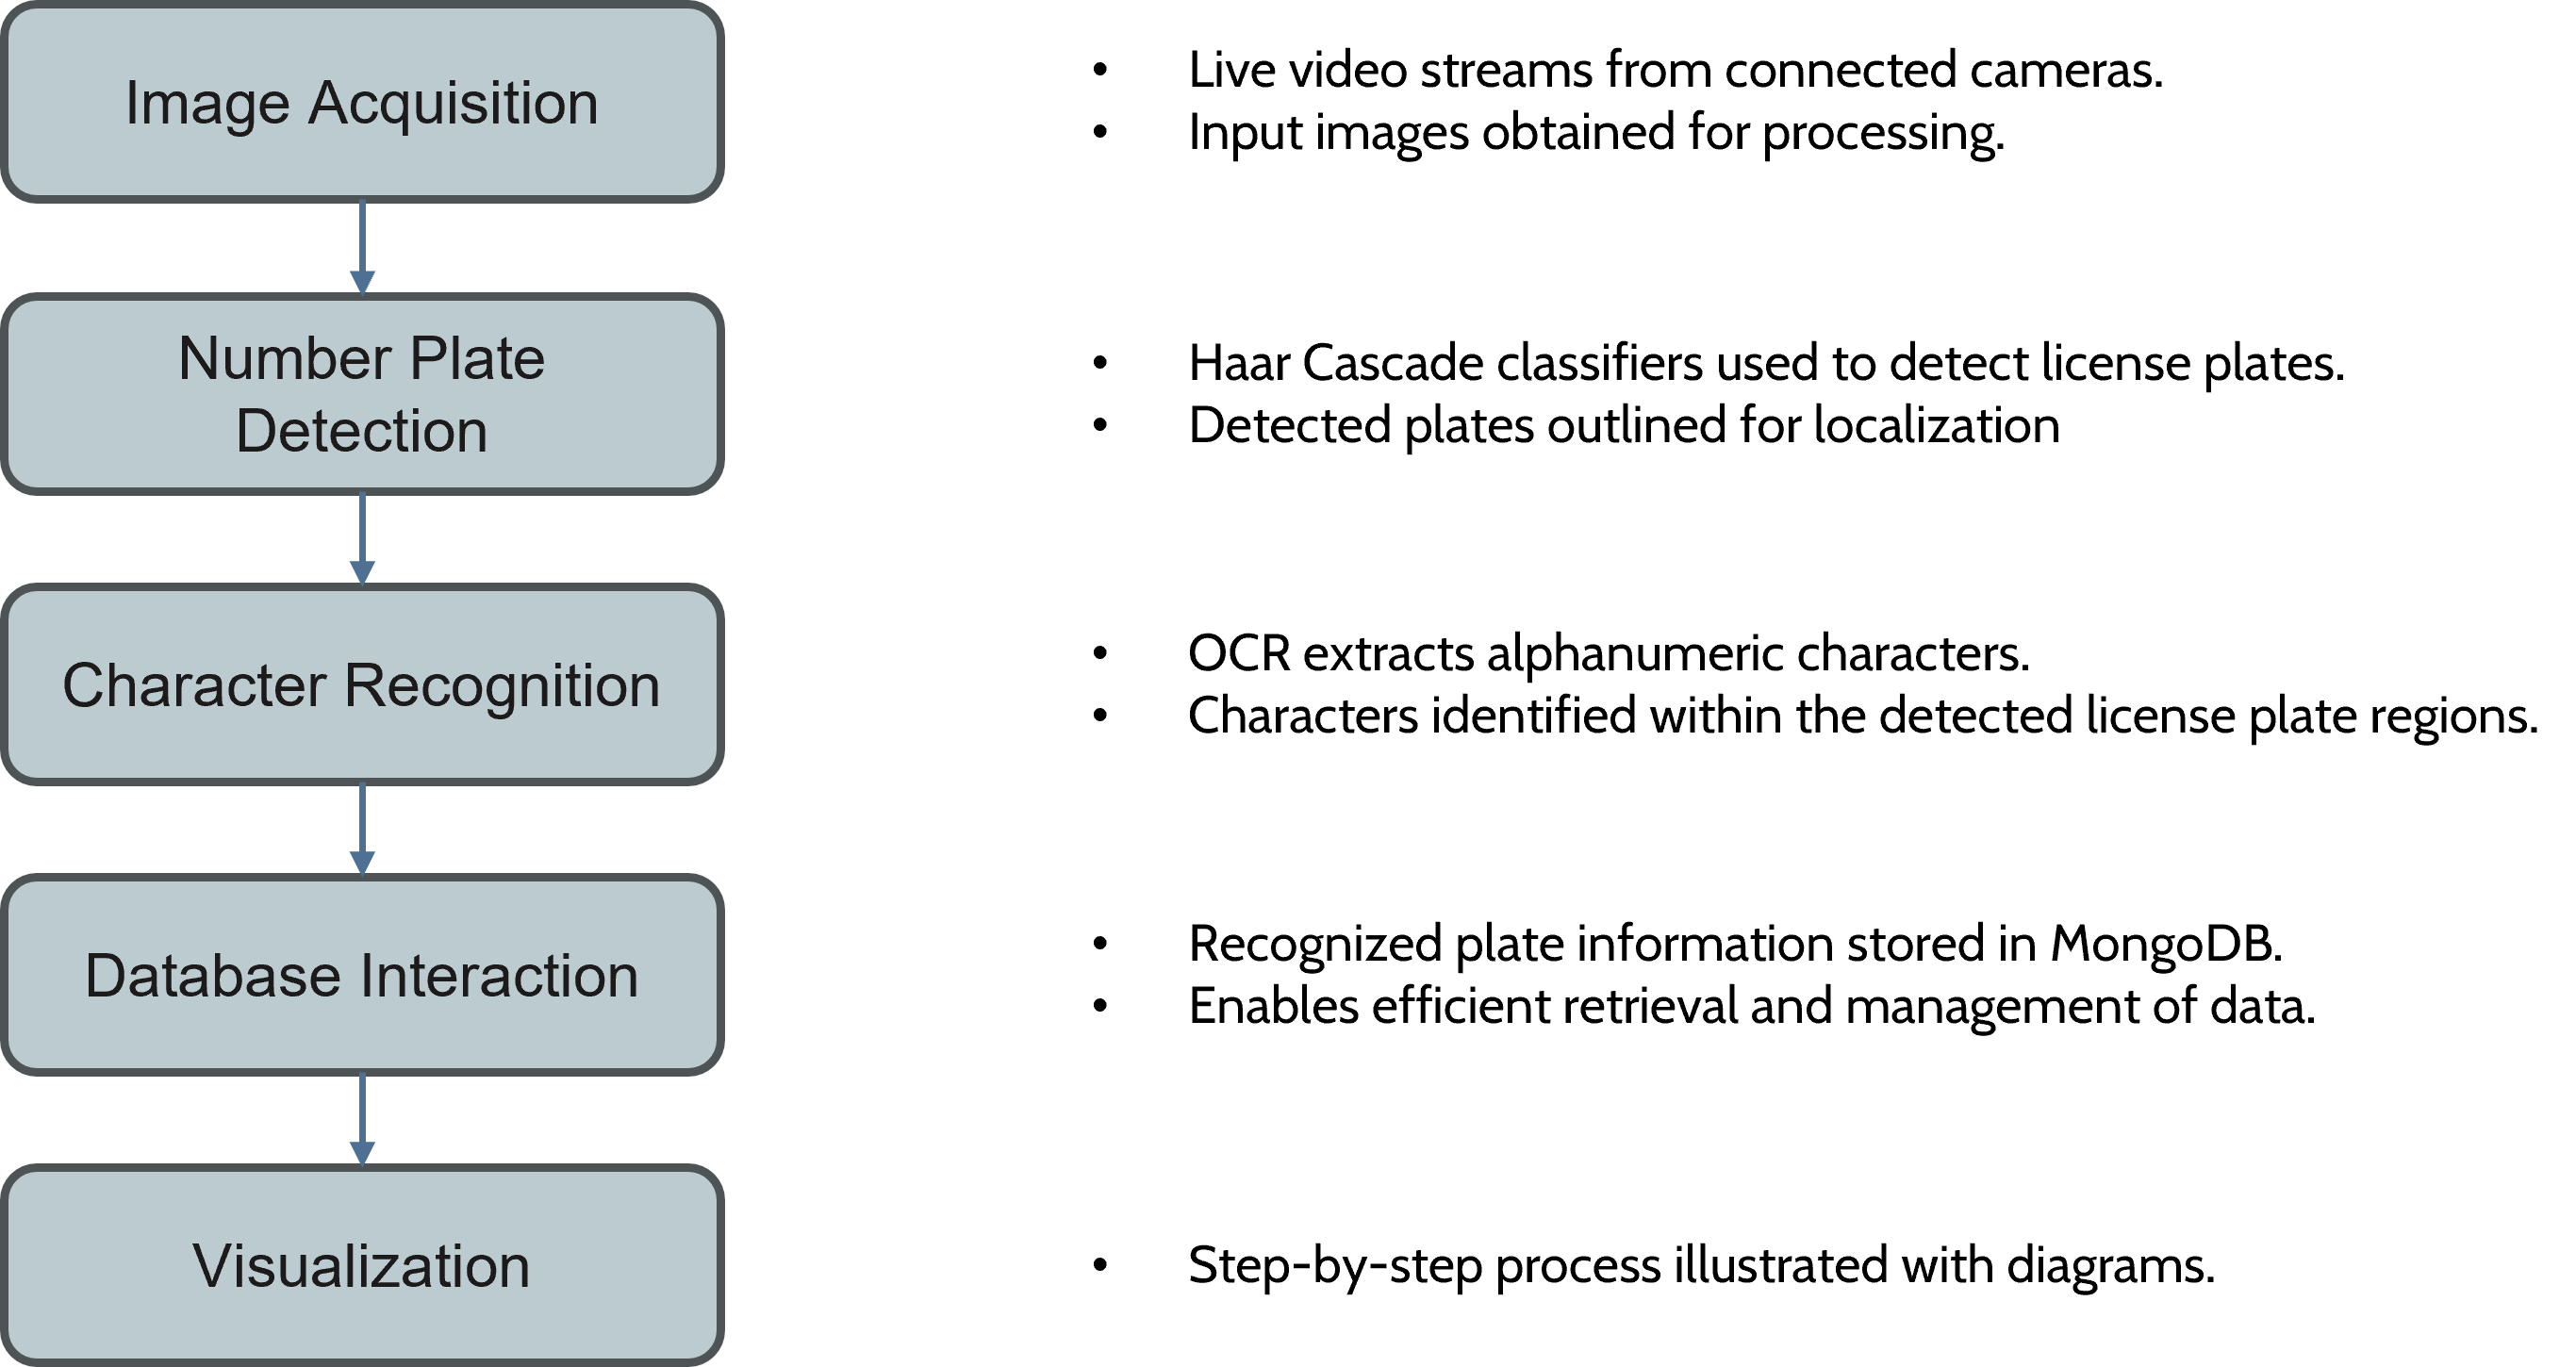 Image Acquisition
• Live video streams from connected cameras.
• Input images obtained for processing.
Number Plate
Detection
• Haar Cascade classifiers used to detect license plates.
• Detected plates outlined for localization
Character Recognition
• OCR extracts alphanumeric characters.
• Characters identified within the detected license plate regions.
Database Interaction
• Recognized plate information stored in MongoDB.
• Enables efficient retrieval and management of data.
Visualization
• Step-by-step process illustrated with diagrams.